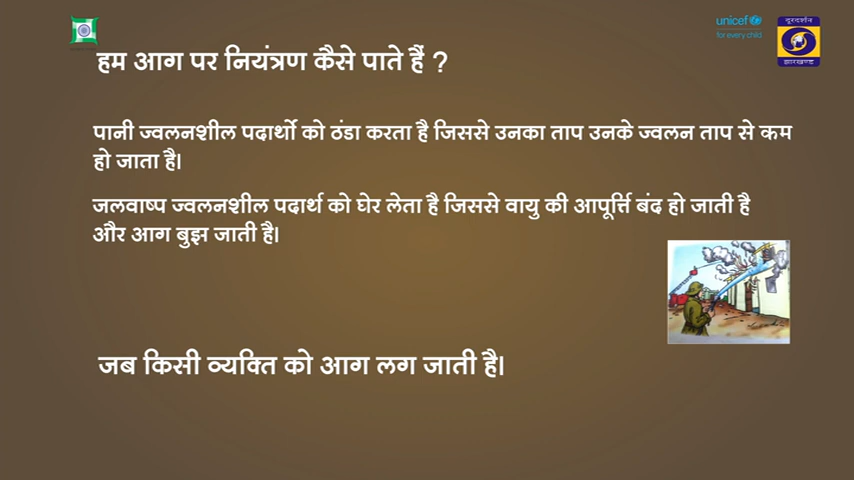 unicef
for every child
दूरदर्शन
झारखण्ड
हम आग पर नियंत्रण कैसे पाते हैं ?
पानी ज्वलनशील पदार्थो को ठंडा करता है जिससे उनका ताप उनके ज्वलन ताप से कम
हो जाता है।
जलवाष्प ज्वलनशील पदार्थ को घेर लेता है जिससे वायु की आपूर्त्ति बंद हो जाती है
और आग बुझ जाती है।
जब किसी व्यक्ति को आग लग जाती है।